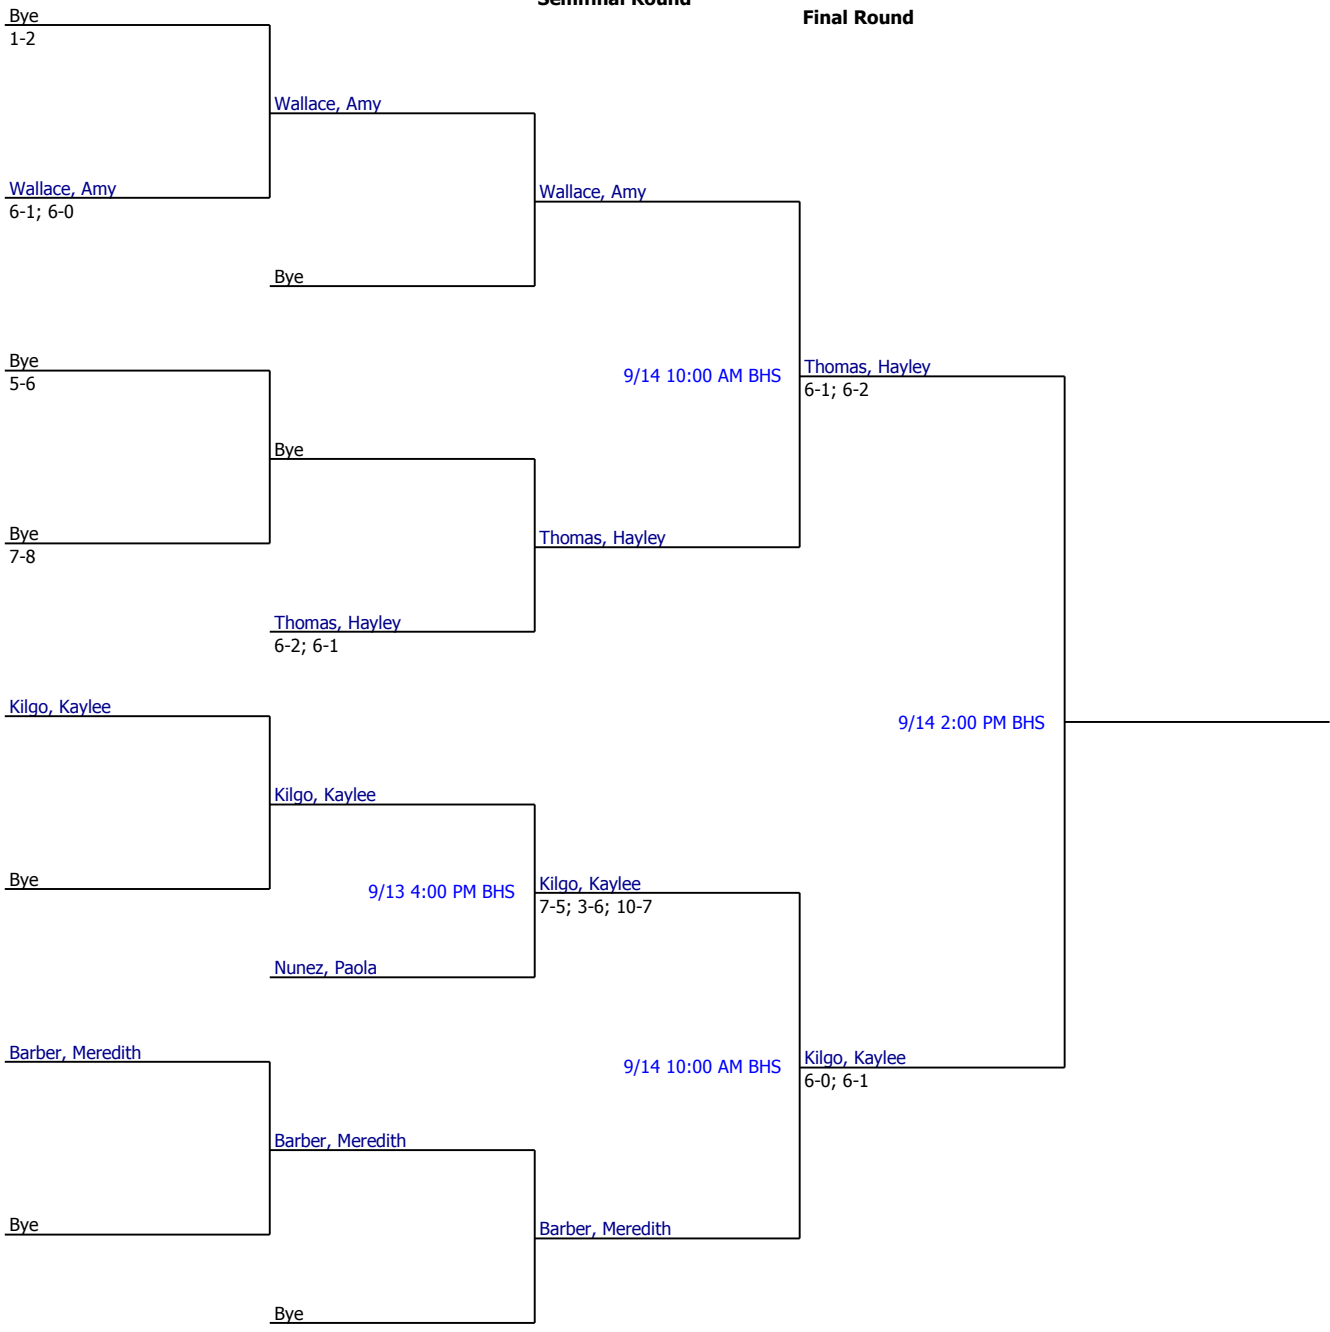 Semifinal Round
Final Round
Bye
1-2
Wallace, Amy
Wallace, Amy
6-1; 6-0
Wallace, Amy
Bye
Bye
5-6
9/14 10:00 AM BHS
Thomas, Hayley
6-1; 6-2
Bye
Bye
7-8
Thomas, Hayley
Thomas, Hayley
6-2; 6-1
Kilgo, Kaylee
9/14 2:00 PM BHS
Kilgo, Kaylee
Bye
9/13 4:00 PM BHS
Kilgo, Kaylee
7-5; 3-6; 10-7
Nunez, Paola
Barber, Meredith
9/14 10:00 AM BHS
Kilgo, Kaylee
6-0; 6-1
Barber, Meredith
Bye
Barber, Meredith
Bye